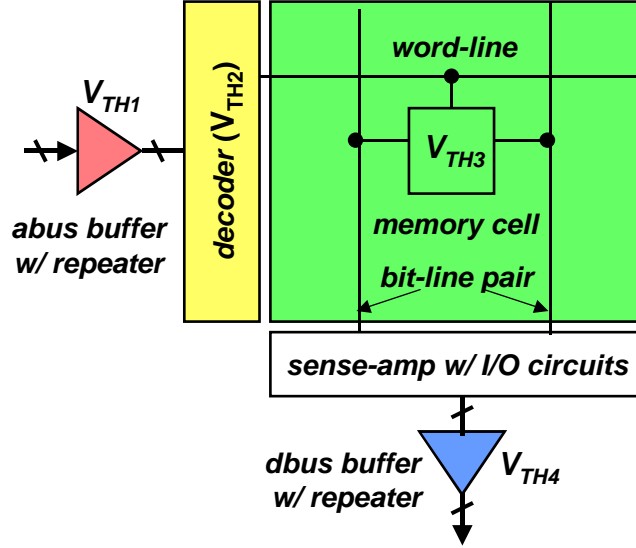 word-line
V_TH1
decoder (V_TH2)
V_TH3
abus buffer
w/ repeater
memory cell
bit-line pair
sense-amp w/ I/O circuits
dbus buffer
w/ repeater
V_TH4